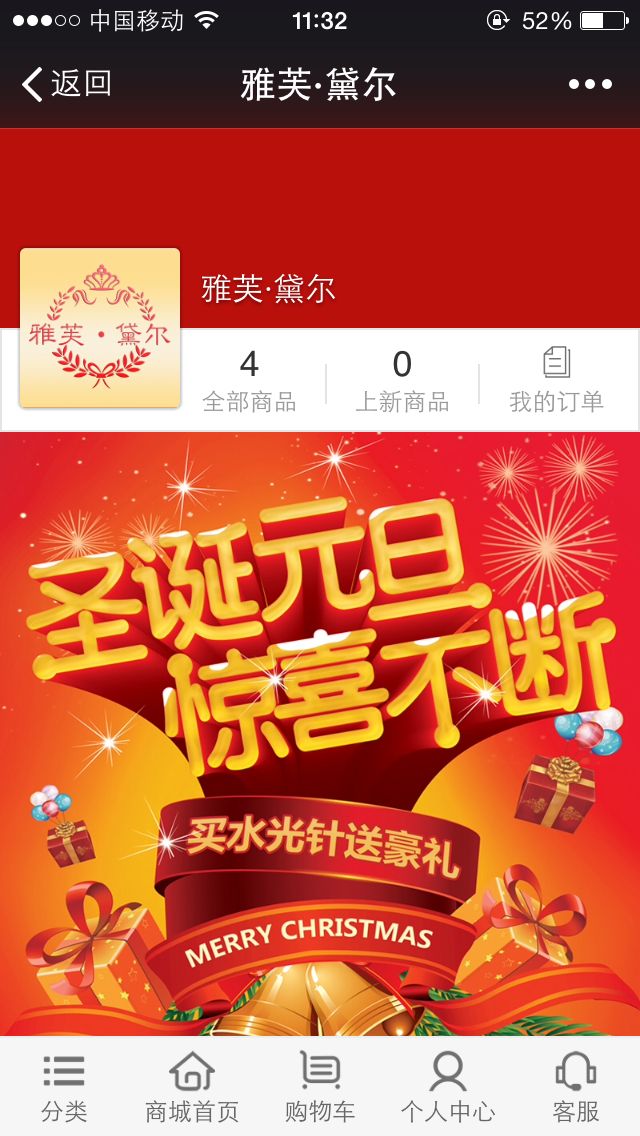 中国移动 11:32 52%
返回 雅芙·黛尔
雅芙·黛尔
雅芙·黛尔
4 0
全部商品 上新商品 我的订单
圣诞元旦
惊喜不断
买水光针送豪礼
MERRY CHRISTMAS
分类 商城首页 购物车 个人中心 客服